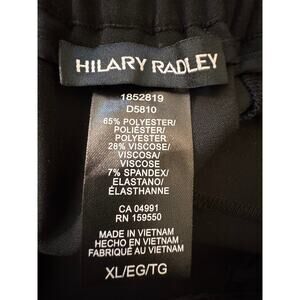 HILARY RADLEY
1852819
D5810
65% POLYESTER/
POLIÉSTER/
POLYESTER
28% VISCOSE/
VISCOSA/
VISCOSE
7% SPANDEX/
ELASTANO/
ÉLASTHANNE
CA 04991
RN 159550
MADE IN VIETNAM
HECHO EN VIETNAM
FABRIQUÉ AU VIETNAM
XL/EG/TG